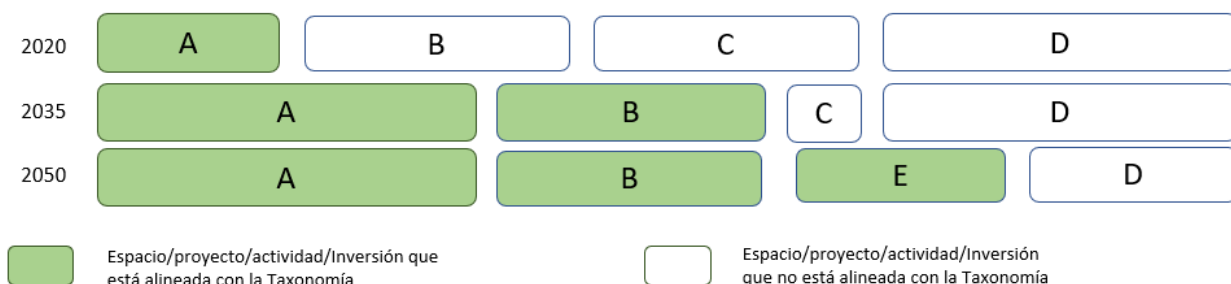 2020 A B C D
2035 A B C D
2050 A B E D
Espacio/proyecto/actividad/Inversión que
está alineada con la Taxonomía
Espacio/proyecto/actividad/Inversión
que no está alineada con la Taxonomía